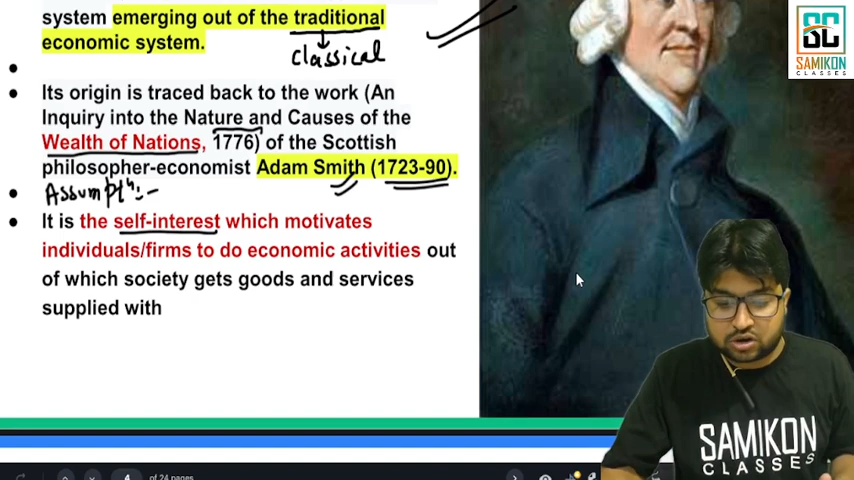 system emerging out of the traditional
economic system.
classical
Its origin is traced back to the work (An
Inquiry into the Nature and Causes of the
Wealth of Nations, 1776) of the Scottish
philosopher-economist Adam Smith (1723-90).
Assumptn:-
It is the self-interest which motivates
individuals/firms to do economic activities out
of which society gets goods and services
supplied with
SC
SAMIKON
CLASSES
SAMIKON
CLASSES
4 of 24 pages